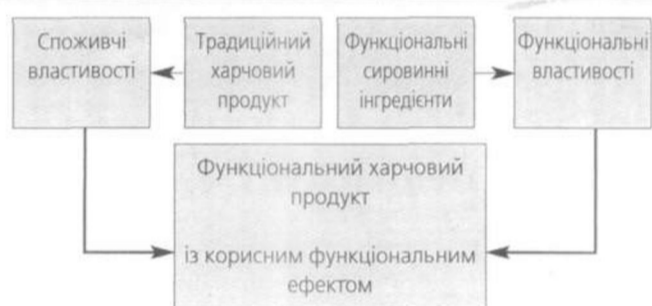 Споживчі
властивості
Традиційний
харчовий
продукт
Функціональні
сировинні
інгредієнти
Функціональні
властивості
Функціональний харчовий
продукт
із корисним функціональним
ефектом